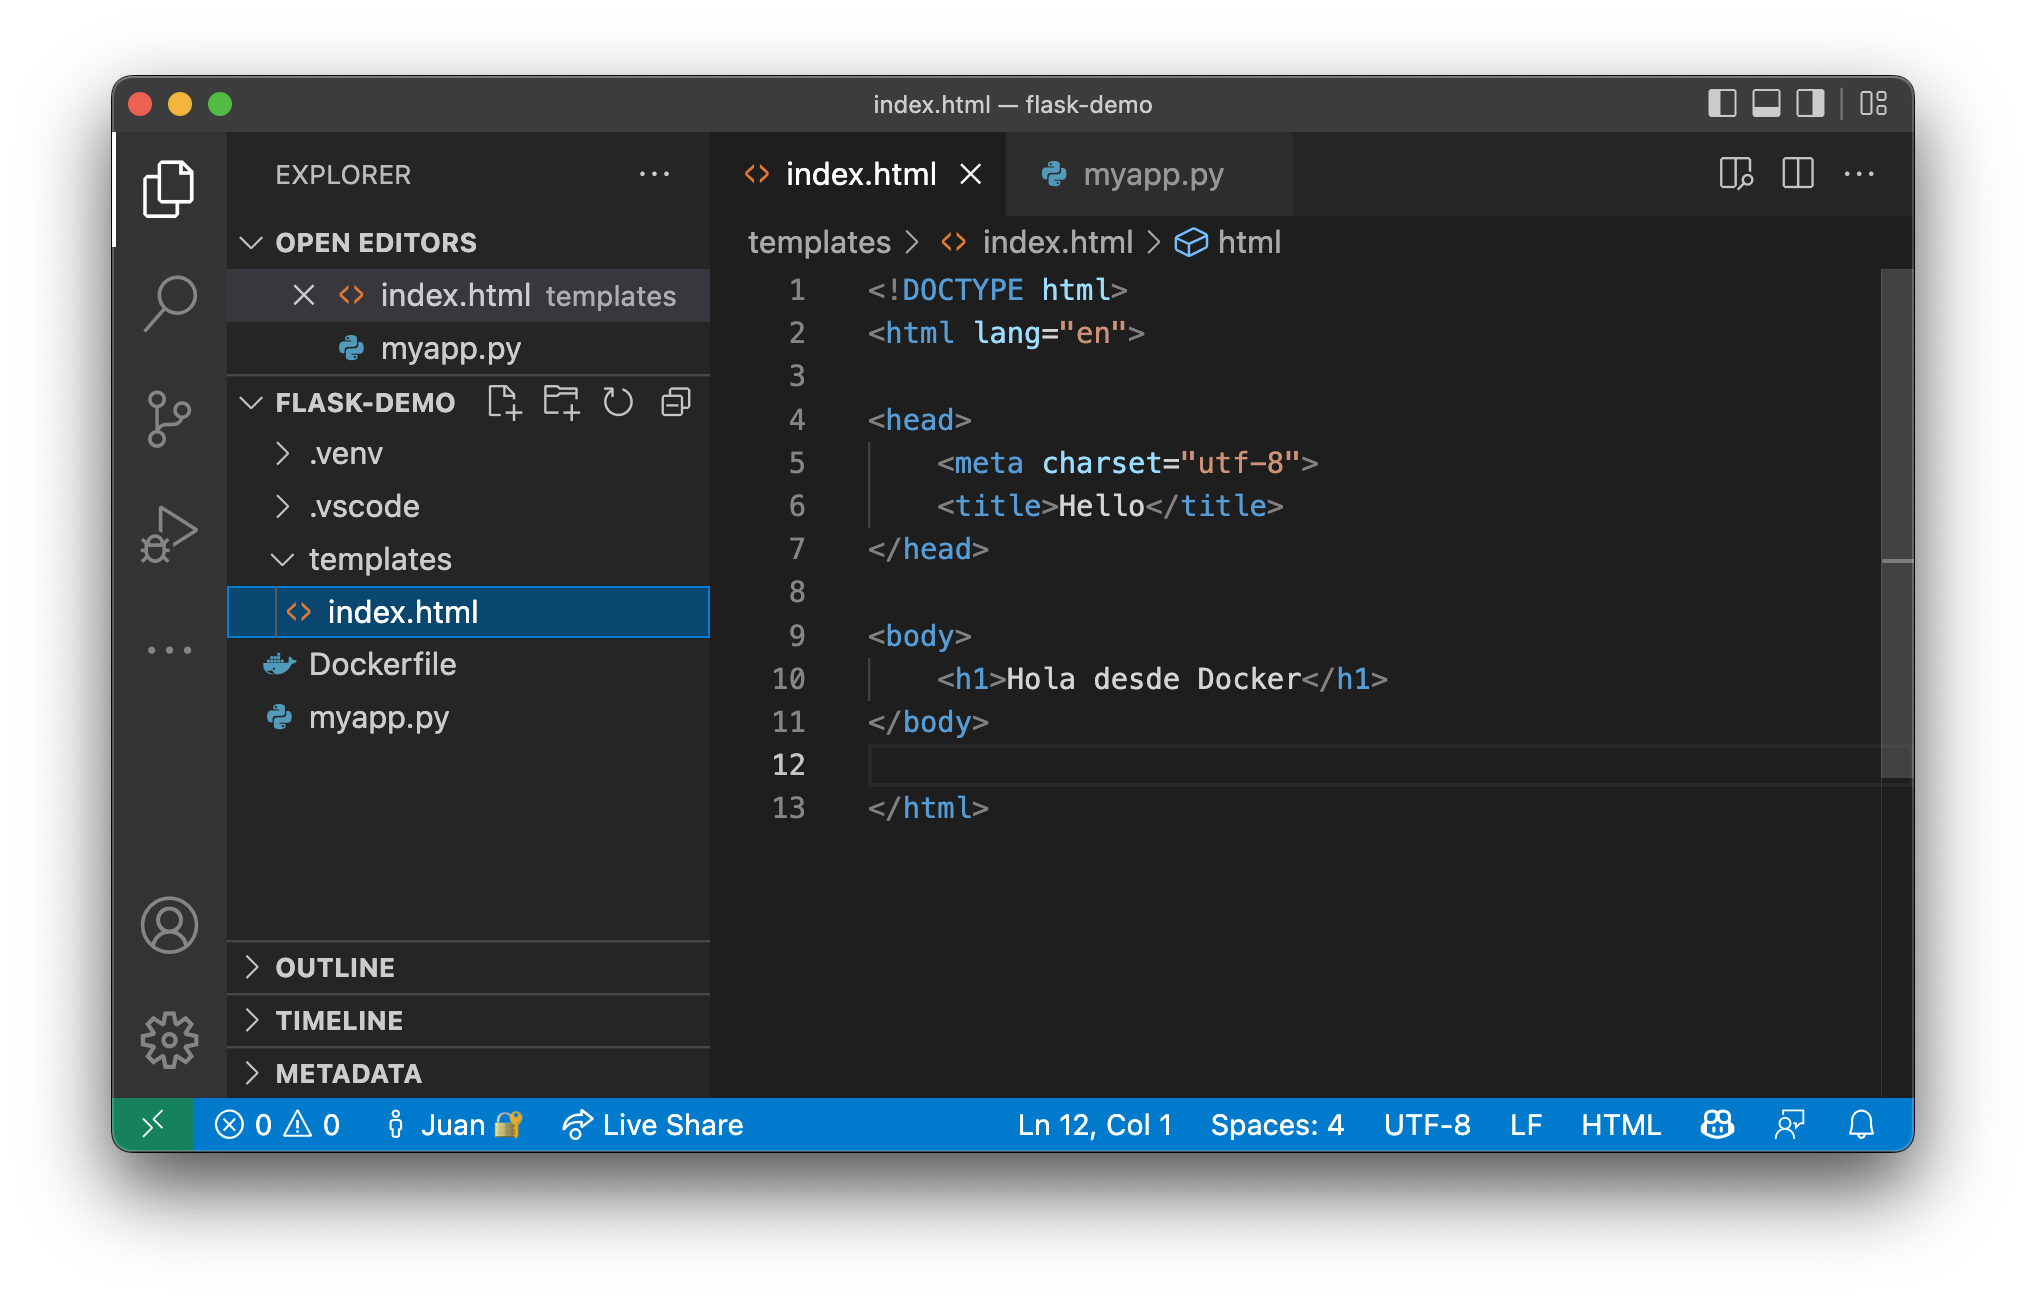 index.html — flask-demo
EXPLORER
OPEN EDITORS
index.html templates
myapp.py
FLASK-DEMO
.venv
.vscode
templates
index.html
Dockerfile
myapp.py
OUTLINE
TIMELINE
METADATA
index.html
myapp.py
templates > index.html > html
1 <!DOCTYPE html>
2 <html lang="en">
3
4 <head>
5     <meta charset="utf-8">
6     <title>Hello</title>
7 </head>
8
9 <body>
10     <h1>Hola desde Docker</h1>
11 </body>
12
13 </html>
0 0 Juan Live Share Ln 12, Col 1 Spaces: 4 UTF-8 LF HTML